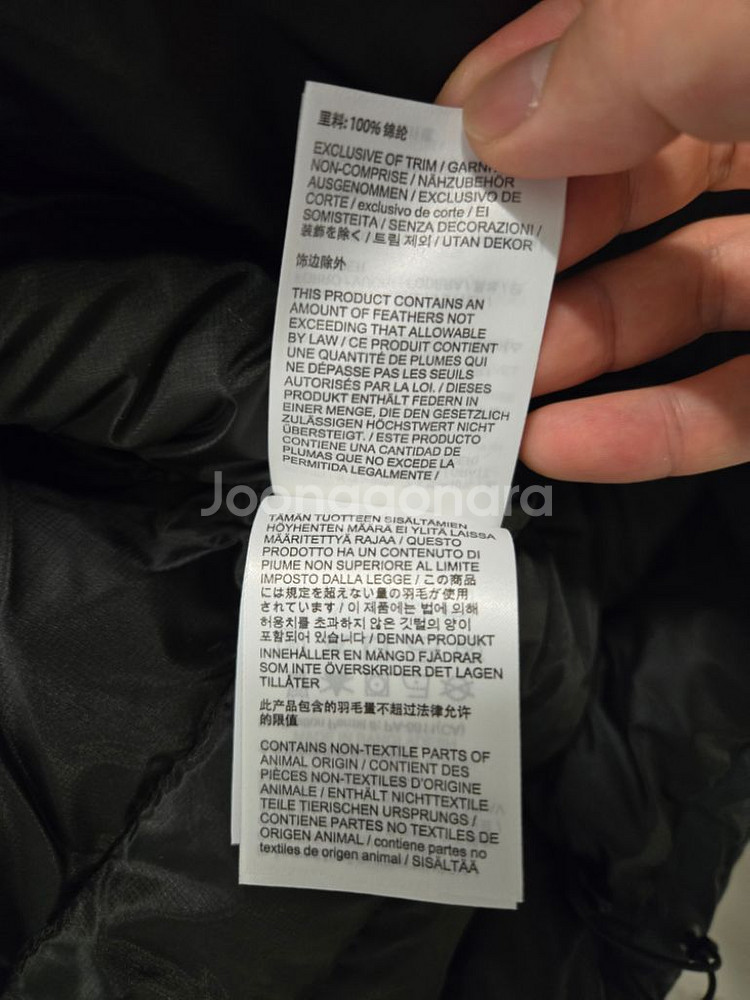 里料: 100% 锦纶
EXCLUSIVE OF TRIM / GARNI
NON-COMPRISE / NÄHZUBEHÖR
AUSGENOMMEN / EXCLUSIVO DE
CORTE / exclusivo de corte / EI
SOMISTEITA / SENZA DECORAZIONI /
装飾を除く / 트림 제외 / UTAN DEKOR
饰边除外
THIS PRODUCT CONTAINS AN
AMOUNT OF FEATHERS NOT
EXCEEDING THAT ALLOWABLE
BY LAW / CE PRODUIT CONTIENT
UNE QUANTITÉ DE PLUMES QUI
NE DÉPASSE PAS LES SEUILS
AUTORISÉS PAR LA LOI. / DIESES
PRODUKT ENTHÄLT FEDERN IN
EINER MENGE, DIE DEN GESETZLICH
ZULÄSSIGEN HÖCHSTWERT NICHT
ÜBERSTEIGT. / ESTE PRODUCTO
CONTIENE UNA CANTIDAD DE
PLUMAS QUE NO EXCEDE LA
PERMITIDA LEGALMENTE /
Joonggonara
TÄMÄN TUOTTEEN SISÄLTÄMIEN
HÖYHENTEN MÄÄRÄ EI YLITÄ LAISSA
MÄÄRITETTYÄ RAJAA / QUESTO
PRODOTTO HA UN CONTENUTO DI
PIUME NON SUPERIORE AL LIMITE
IMPOSTO DALLA LEGGE / この商品
には規定を超えない量の羽毛が使用
されています / 이 제품에는 법에 의해
허용치를 초과하지 않은 깃털의 양이
포함되어 있습니다 / DENNA PRODUKT
INNEHÅLLER EN MÄNGD FJÄDRAR
SOM INTE ÖVERSKRIDER DET LAGEN
TILLÅTER
此产品包含的羽毛量不超过法律允许
的限值
CONTAINS NON-TEXTILE PARTS OF
ANIMAL ORIGIN / CONTIENT DES
PIÈCES NON-TEXTILES D'ORIGINE
ANIMALE / ENTHÄLT NICHTTEXTILE
TEILE TIERISCHEN URSPRUNGS /
CONTIENE PARTES NO TEXTILES DE
ORIGEN ANIMAL / contiene partes no
textiles de origen animal / SISÄLTÄÄ